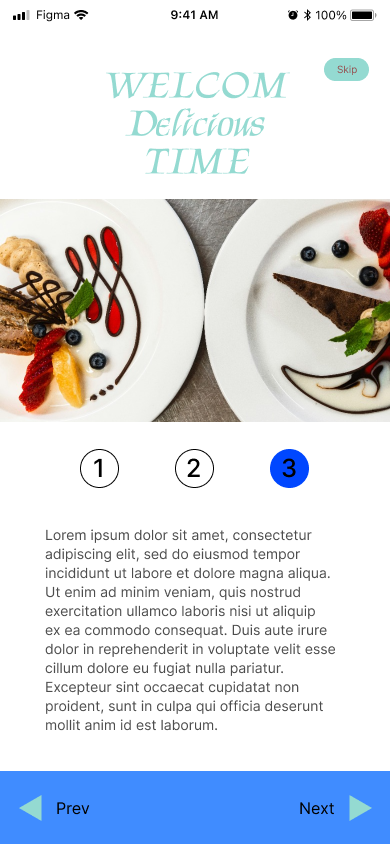 Figma 9:41 AM 100%
Skip
WELCOM
Delicious
TIME
1 2 3
Lorem ipsum dolor sit amet, consectetur
adipiscing elit, sed do eiusmod tempor
incididunt ut labore et dolore magna aliqua.
Ut enim ad minim veniam, quis nostrud
exercitation ullamco laboris nisi ut aliquip
ex ea commodo consequat. Duis aute irure
dolor in reprehenderit in voluptate velit esse
cillum dolore eu fugiat nulla pariatur.
Excepteur sint occaecat cupidatat non
proident, sunt in culpa qui officia deserunt
mollit anim id est laborum.
Prev Next